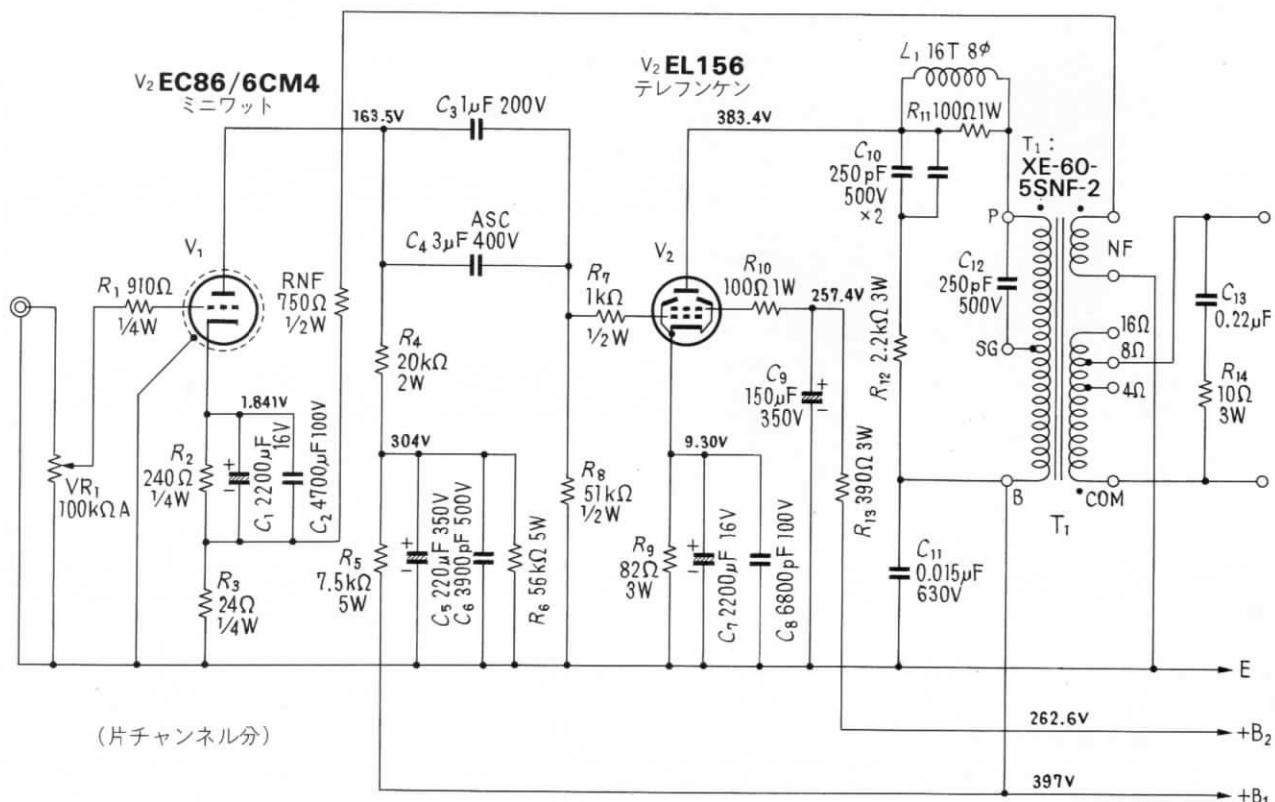 V₂ EC86/6CM4
ミニワット
163.5V
C₃ 1μF 200V
ASC
C₄ 3μF 400V
V₁
R₁ 910Ω
1/4W
RNF
750Ω
1/2W
VR₁
100kΩA
1.841V
R₂
240Ω
1/4W
C₁ 2200μF
16V
C₂ 4700μF 100V
R₃
24Ω
1/4W
R₄
20kΩ
2W
304V
R₅
7.5kΩ
5W
C₅ 220μF 350V
C₆ 3900pF 500V
R₆ 56kΩ 5W
V₂ EL156
テレフンケン
383.4V
V₂
R₇
1kΩ
1/2W
R₈
51kΩ
1/2W
R₁₀
100Ω 1W
257.4V
C₉
150μF
350V
9.30V
R₉
82Ω
3W
C₇ 2200μF 16V
C₈ 6800pF 100V
R₁₃ 390Ω 3W
L₁ 16T 8φ
R₁₁ 100Ω 1W
C₁₀
250pF
500V
×2
R₁₂ 2.2kΩ 3W
C₁₁
0.015μF
630V
T₁:
XE-60-
5SNF-2
P
NF
C₁₂
250pF
500V
SG
16Ω
8Ω
4Ω
B
COM
T₁
C₁₃
0.22μF
R₁₄
10Ω
3W
E
262.6V
+B₂
397V
+B₁
(片チャンネル分)